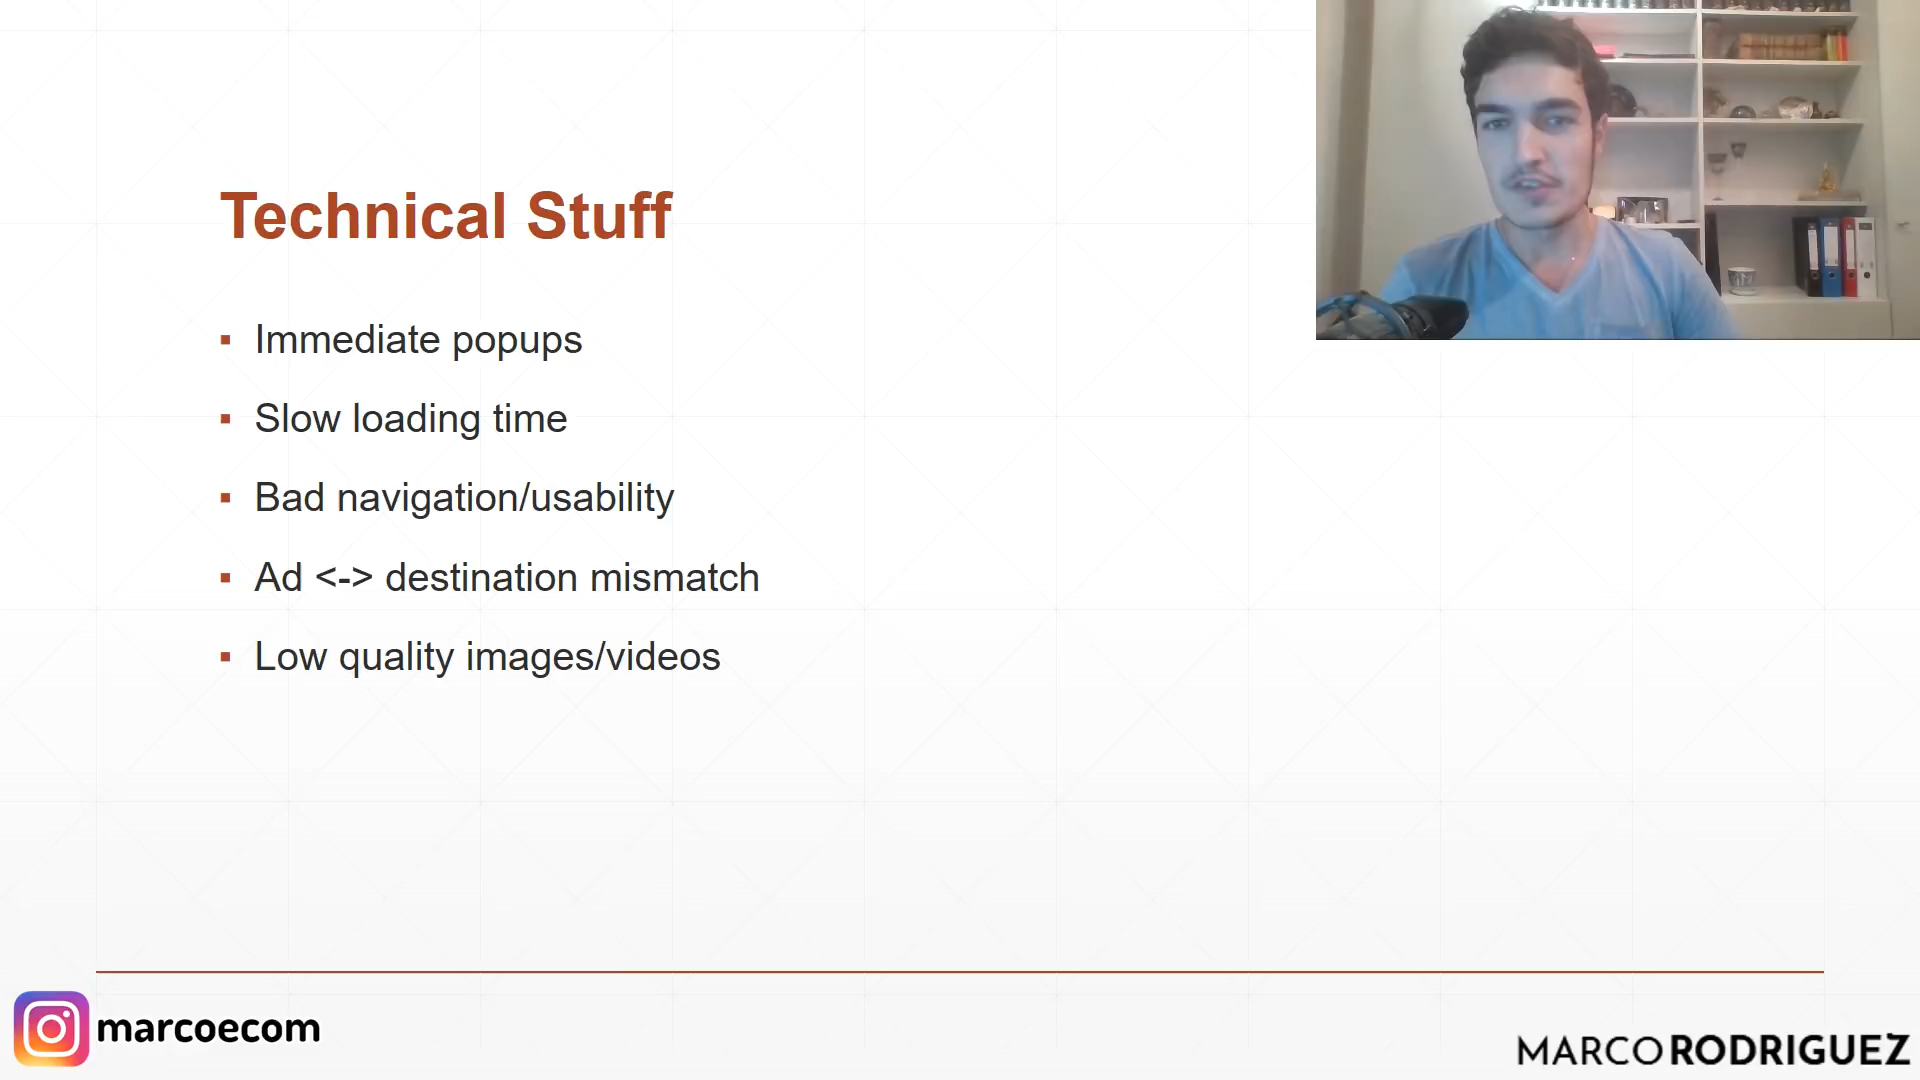 Technical Stuff
▪ Immediate popups
▪ Slow loading time
▪ Bad navigation/usability
▪ Ad <-> destination mismatch
▪ Low quality images/videos
marcoecom
MARCO RODRIGUEZ